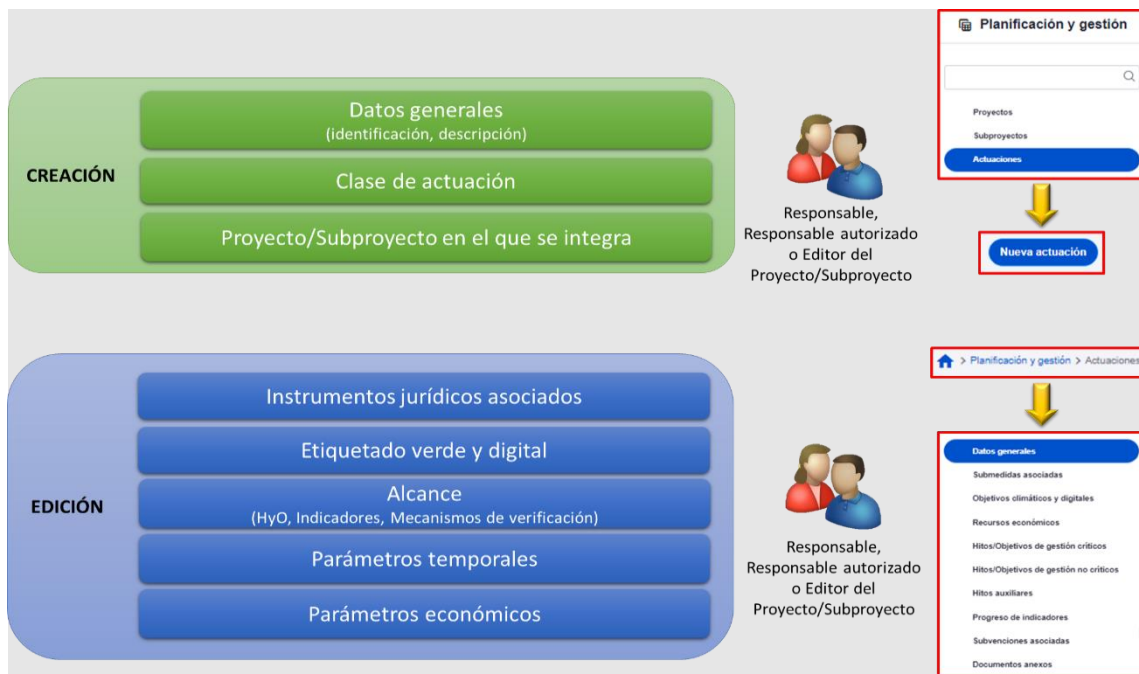 CREACIÓN
Datos generales
(identificación, descripción)
Clase de actuación
Proyecto/Subproyecto en el que se integra
Responsable,
Responsable autorizado
o Editor del
Proyecto/Subproyecto
Planificación y gestión
Proyectos
Subproyectos
Actuaciones
Nueva actuación
EDICIÓN
Instrumentos jurídicos asociados
Etiquetado verde y digital
Alcance
(HyO, Indicadores, Mecanismos de verificación)
Parámetros temporales
Parámetros económicos
Responsable,
Responsable autorizado
o Editor del
Proyecto/Subproyecto
> Planificación y gestión > Actuaciones
Datos generales
Submedidas asociadas
Objetivos climáticos y digitales
Recursos económicos
Hitos/Objetivos de gestión críticos
Hitos/Objetivos de gestión no críticos
Hitos auxiliares
Progreso de indicadores
Subvenciones asociadas
Documentos anexos